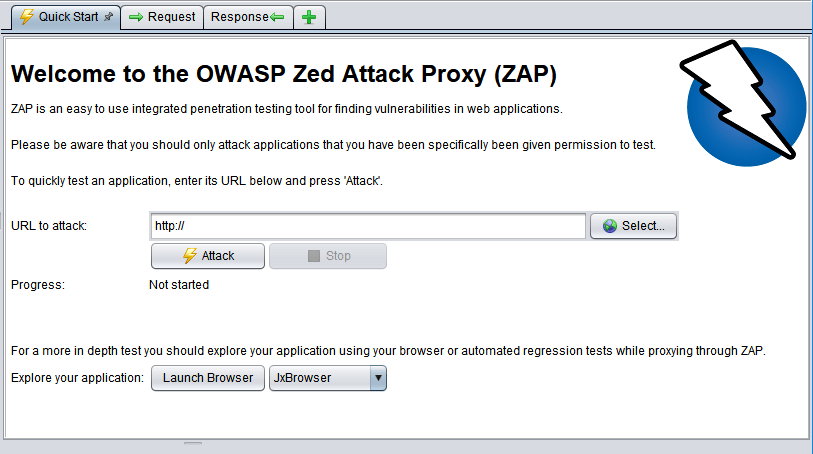 Quick Start
Request
Response
Welcome to the OWASP Zed Attack Proxy (ZAP)
ZAP is an easy to use integrated penetration testing tool for finding vulnerabilities in web applications.
Please be aware that you should only attack applications that you have been specifically been given permission to test.
To quickly test an application, enter its URL below and press 'Attack'.
URL to attack: http:// Select...
Attack Stop
Progress: Not started
For a more in depth test you should explore your application using your browser or automated regression tests while proxying through ZAP.
Explore your application: Launch Browser JxBrowser